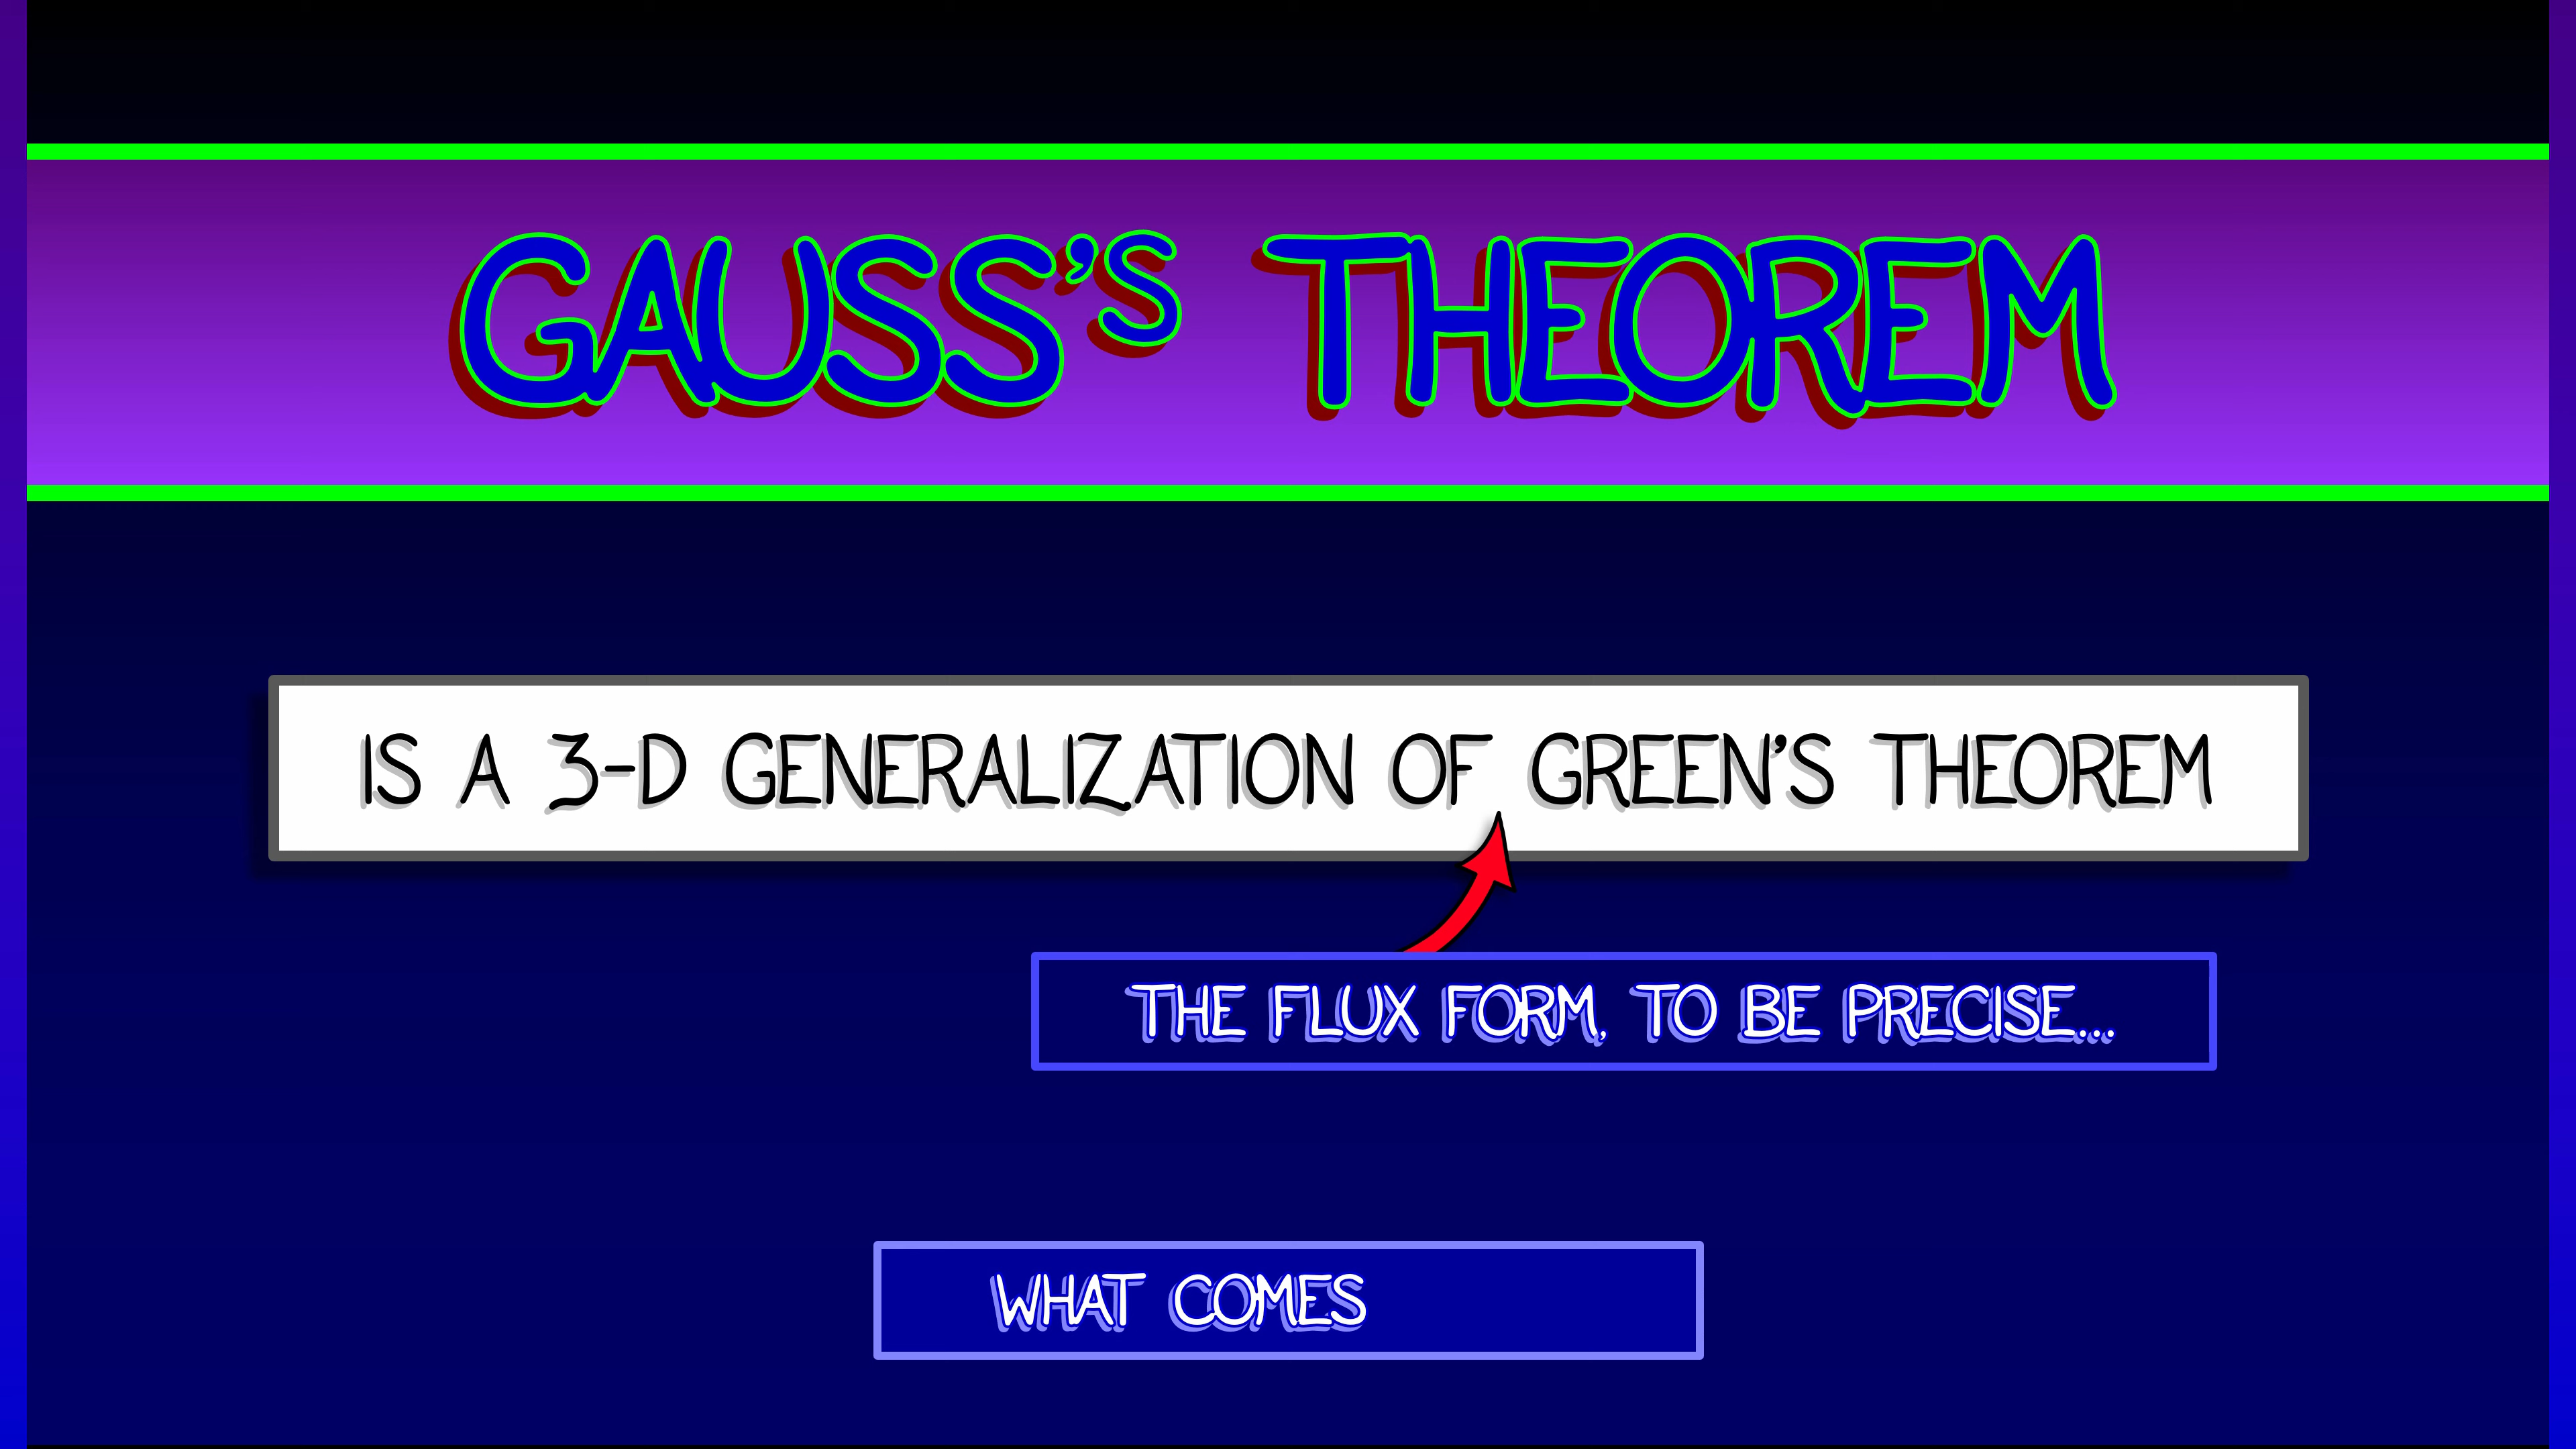 GAUSS'S THEOREM
IS A 3-D GENERALIZATION OF GREEN'S THEOREM
THE FLUX FORM, TO BE PRECISE...
WHAT COMES